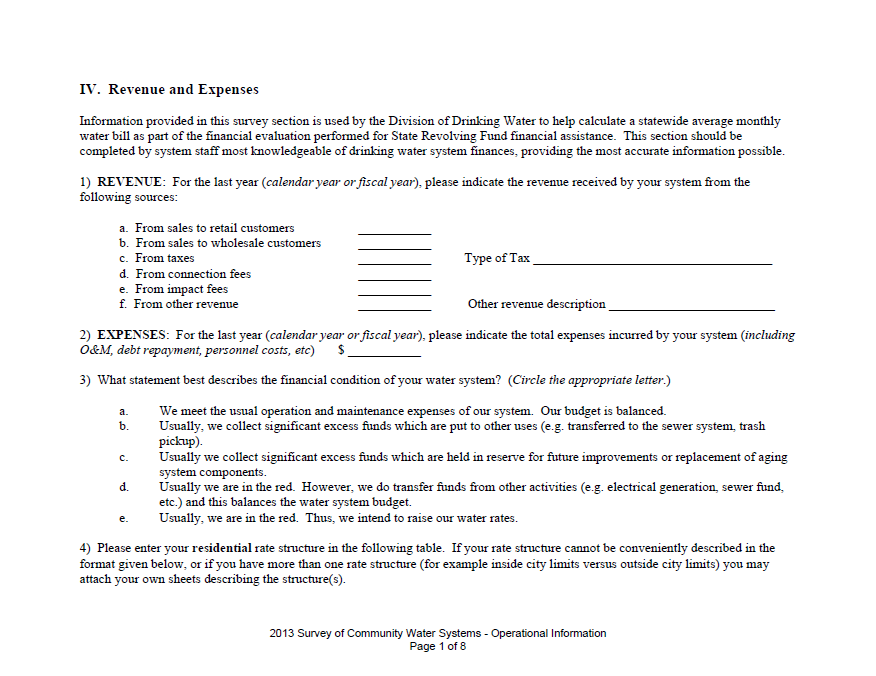 IV. Revenue and Expenses
Information provided in this survey section is used by the Division of Drinking Water to help calculate a statewide average monthly
water bill as part of the financial evaluation performed for State Revolving Fund financial assistance. This section should be
completed by system staff most knowledgeable of drinking water system finances, providing the most accurate information possible.
1) REVENUE: For the last year (calendar year or fiscal year), please indicate the revenue received by your system from the
following sources:
a. From sales to retail customers ____________
b. From sales to wholesale customers ____________
c. From taxes ____________ Type of Tax ________________________________________
d. From connection fees ____________
e. From impact fees ____________
f. From other revenue ____________ Other revenue description ____________________________
2) EXPENSES: For the last year (calendar year or fiscal year), please indicate the total expenses incurred by your system (including
O&M, debt repayment, personnel costs, etc) $ ____________
3) What statement best describes the financial condition of your water system? (Circle the appropriate letter.)
a. We meet the usual operation and maintenance expenses of our system. Our budget is balanced.
b. Usually, we collect significant excess funds which are put to other uses (e.g. transferred to the sewer system, trash
pickup).
c. Usually we collect significant excess funds which are held in reserve for future improvements or replacement of aging
system components.
d. Usually we are in the red. However, we do transfer funds from other activities (e.g. electrical generation, sewer fund,
etc.) and this balances the water system budget.
e. Usually, we are in the red. Thus, we intend to raise our water rates.
4) Please enter your residential rate structure in the following table. If your rate structure cannot be conveniently described in the
format given below, or if you have more than one rate structure (for example inside city limits versus outside city limits) you may
attach your own sheets describing the structure(s).
2013 Survey of Community Water Systems - Operational Information
Page 1 of 8